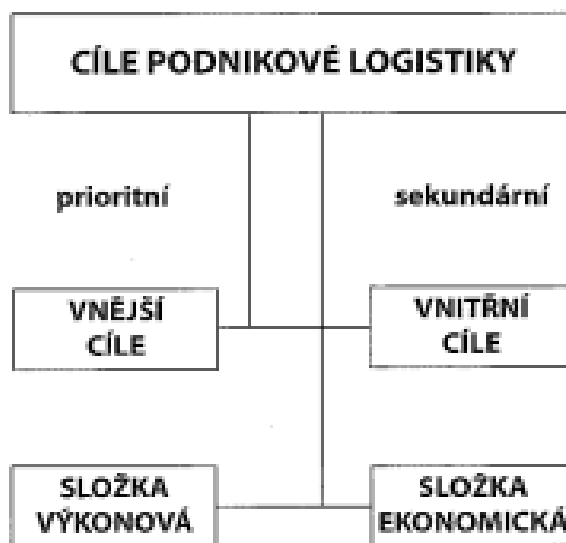 CÍLE PODNIKOVÉ LOGISTIKY
prioritní
sekundární
VNĚJŠÍ
CÍLE
VNITŘNÍ
CÍLE
SLOŽKA
VÝKONOVÁ
SLOŽKA
EKONOMICKÁ